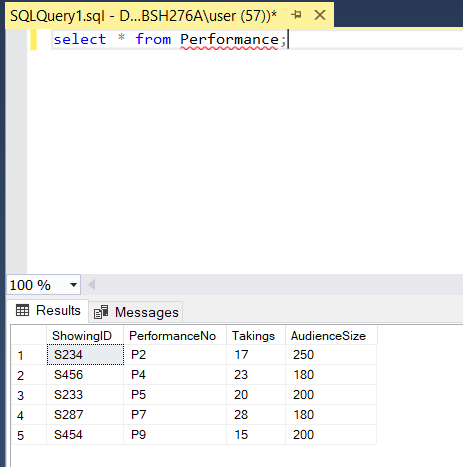 SQLQuery1.sql - D...BSH276A\user (57))*
select * from Performance;
100 %
Results Messages
ShowingID PerformanceNo Takings AudienceSize
1 S234 P2 17 250
2 S456 P4 23 180
3 S233 P5 20 200
4 S287 P7 28 180
5 S454 P9 15 200